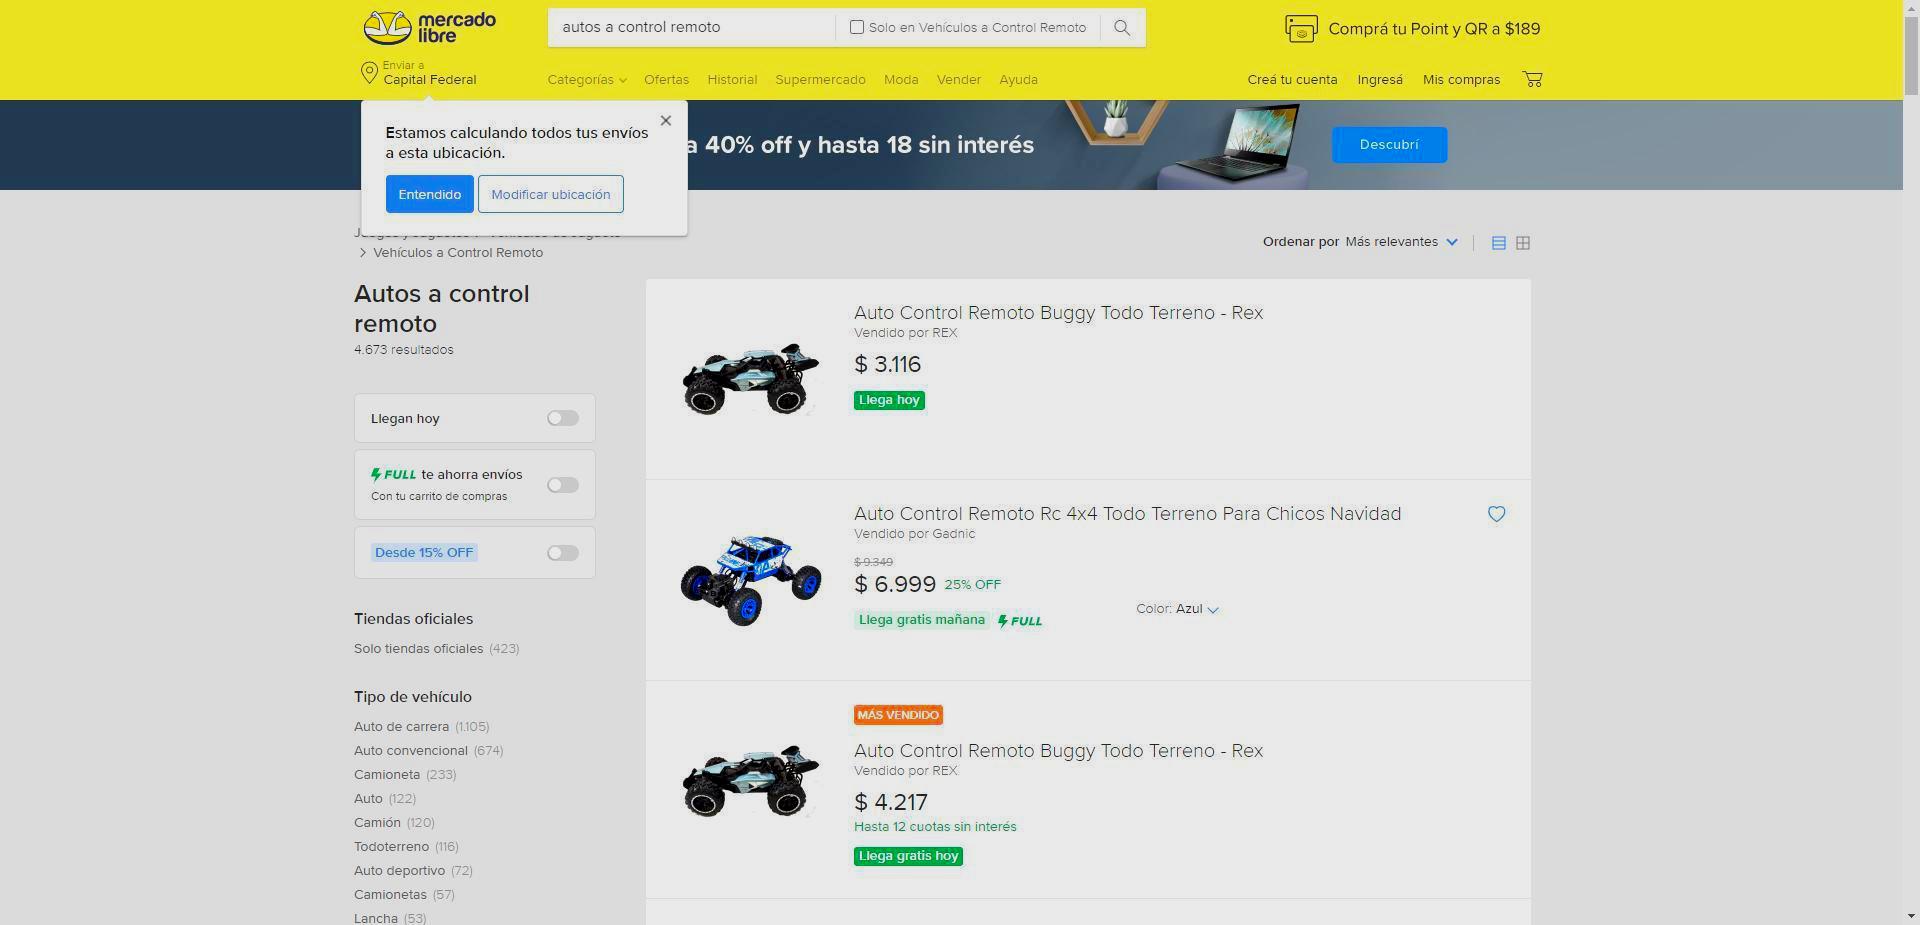 mercado
libre
autos a control remoto
Solo en Vehículos a Control Remoto
Comprá tu Point y QR a $189
Enviar a
Capital Federal
Categorías
Ofertas
Historial
Supermercado
Moda
Vender
Ayuda
Creá tu cuenta
Ingresá
Mis compras
Estamos calculando todos tus envíos
a esta ubicación.
Entendido
Modificar ubicación
a 40% off y hasta 18 sin interés
Descubrí
Vehículos a Control Remoto
Ordenar por Más relevantes
Autos a control
remoto
4.673 resultados
Llegan hoy
FULL te ahorra envíos
Con tu carrito de compras
Desde 15% OFF
Tiendas oficiales
Solo tiendas oficiales (423)
Tipo de vehículo
Auto de carrera (1.105)
Auto convencional (674)
Camioneta (233)
Auto (122)
Camión (120)
Todoterreno (116)
Auto deportivo (72)
Camionetas (57)
Lancha (53)
Auto Control Remoto Buggy Todo Terreno - Rex
Vendido por REX
$ 3.116
Llega hoy
Auto Control Remoto Rc 4x4 Todo Terreno Para Chicos Navidad
Vendido por Gadnic
$ 9.349
$ 6.999 25% OFF
Llega gratis mañana FULL
Color: Azul
MÁS VENDIDO
Auto Control Remoto Buggy Todo Terreno - Rex
Vendido por REX
$ 4.217
Hasta 12 cuotas sin interés
Llega gratis hoy